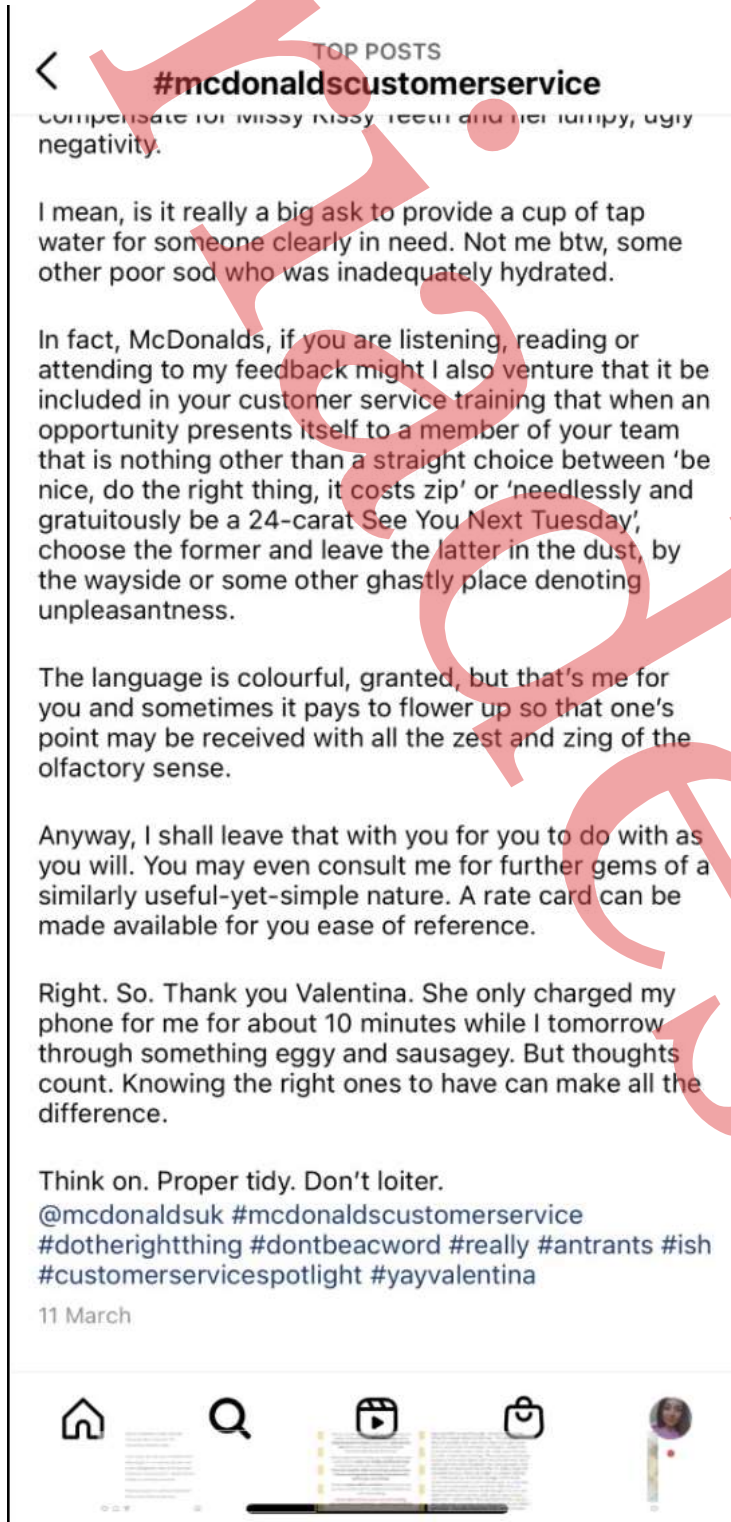 TOP POSTS
#mcdonaldscustomerservice
compensate for Missy Kissy Teeth and her lumpy, ugly
negativity.
I mean, is it really a big ask to provide a cup of tap
water for someone clearly in need. Not me btw, some
other poor sod who was inadequately hydrated.
In fact, McDonalds, if you are listening, reading or
attending to my feedback might I also venture that it be
included in your customer service training that when an
opportunity presents itself to a member of your team
that is nothing other than a straight choice between ‘be
nice, do the right thing, it costs zip’ or ‘needlessly and
gratuitously be a 24-carat See You Next Tuesday’,
choose the former and leave the latter in the dust, by
the wayside or some other ghastly place denoting
unpleasantness.
The language is colourful, granted, but that’s me for
you and sometimes it pays to flower up so that one’s
point may be received with all the zest and zing of the
olfactory sense.
Anyway, I shall leave that with you for you to do with as
you will. You may even consult me for further gems of a
similarly useful-yet-simple nature. A rate card can be
made available for you ease of reference.
Right. So. Thank you Valentina. She only charged my
phone for me for about 10 minutes while I tomorrow
through something eggy and sausagey. But thoughts
count. Knowing the right ones to have can make all the
difference.
Think on. Proper tidy. Don’t loiter.
@mcdonaldsuk #mcdonaldscustomerservice
#dotherightthing #dontbeacword #really #antrants #ish
#customerservicespotlight #yayvalentina
11 March
riades